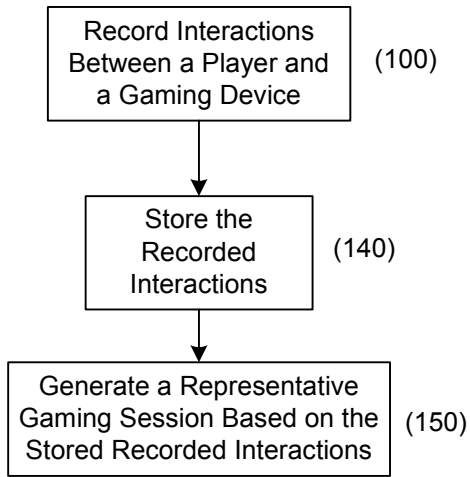 Record Interactions
Between a Player and
a Gaming Device
(100)
Store the
Recorded
Interactions
(140)
Generate a Representative
Gaming Session Based on the
Stored Recorded Interactions
(150)